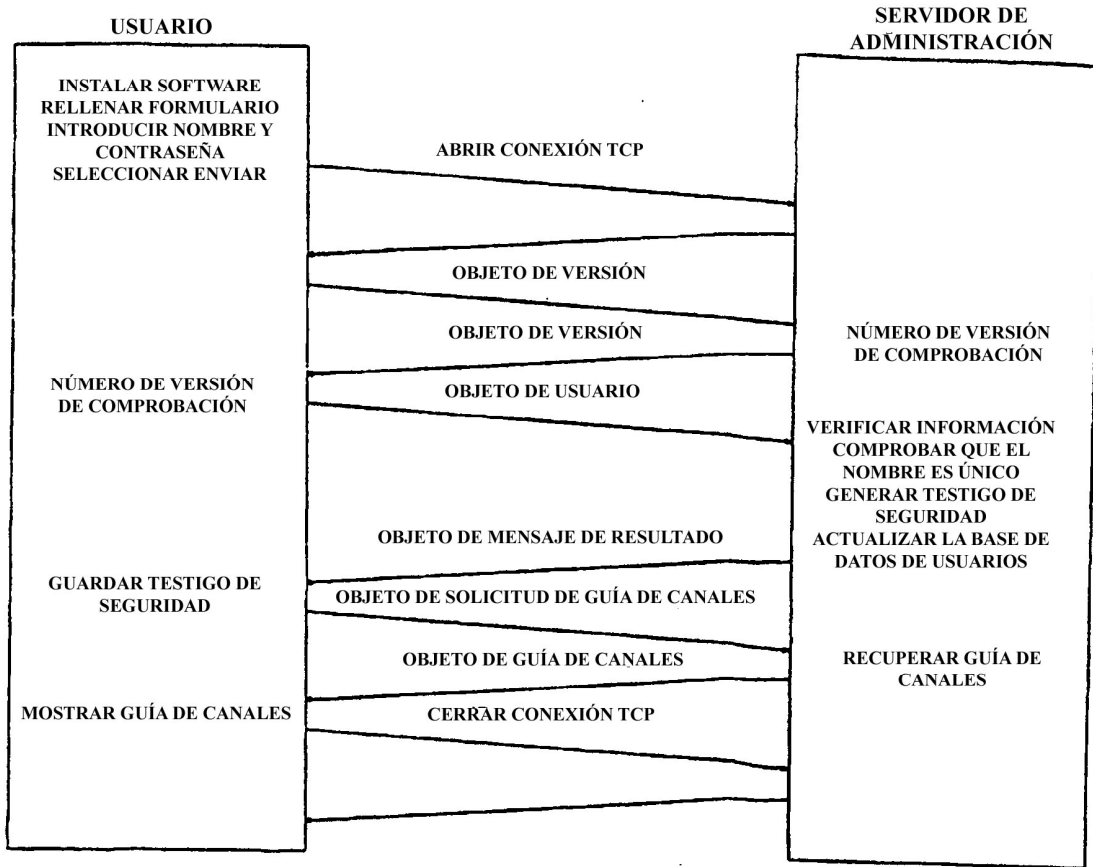 USUARIO
SERVIDOR DE
ADMINISTRACIÓN
INSTALAR SOFTWARE
RELLENAR FORMULARIO
INTRODUCIR NOMBRE Y
CONTRASEÑA
SELECCIONAR ENVIAR
ABRIR CONEXIÓN TCP
OBJETO DE VERSIÓN
OBJETO DE VERSIÓN
NÚMERO DE VERSIÓN
DE COMPROBACIÓN
NÚMERO DE VERSIÓN
DE COMPROBACIÓN
OBJETO DE USUARIO
VERIFICAR INFORMACIÓN
COMPROBAR QUE EL
NOMBRE ES ÚNICO
GENERAR TESTIGO DE
SEGURIDAD
ACTUALIZAR LA BASE DE
DATOS DE USUARIOS
OBJETO DE MENSAJE DE RESULTADO
GUARDAR TESTIGO DE
SEGURIDAD
OBJETO DE SOLICITUD DE GUÍA DE CANALES
OBJETO DE GUÍA DE CANALES
RECUPERAR GUÍA DE
CANALES
MOSTRAR GUÍA DE CANALES
CERRAR CONEXIÓN TCP